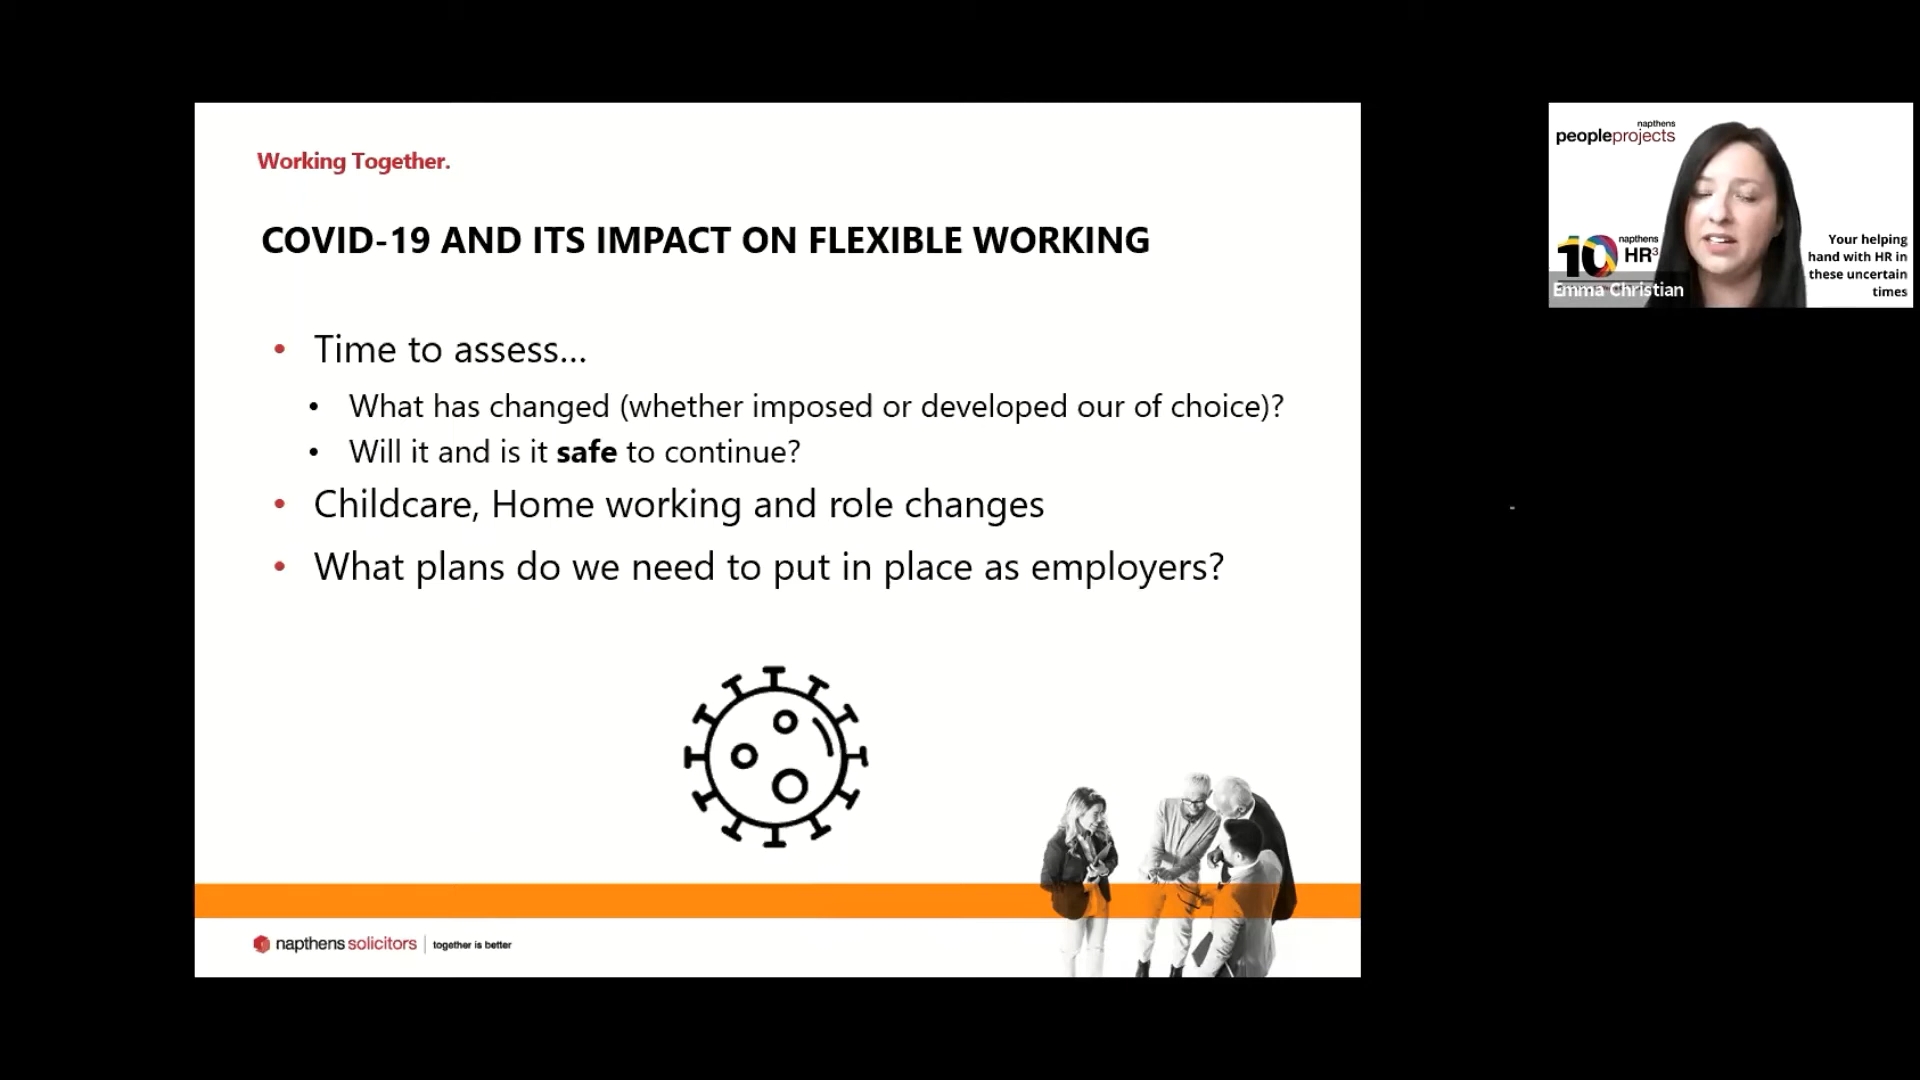 Working Together.
COVID-19 AND ITS IMPACT ON FLEXIBLE WORKING
• Time to assess...
• What has changed (whether imposed or developed our of choice)?
• Will it and is it safe to continue?
• Childcare, Home working and role changes
• What plans do we need to put in place as employers?
napthens solicitors | together is better
napthens
peopleprojects
10 napthens
HR³
Your helping
hand with HR in
these uncertain
times
Emma Christian